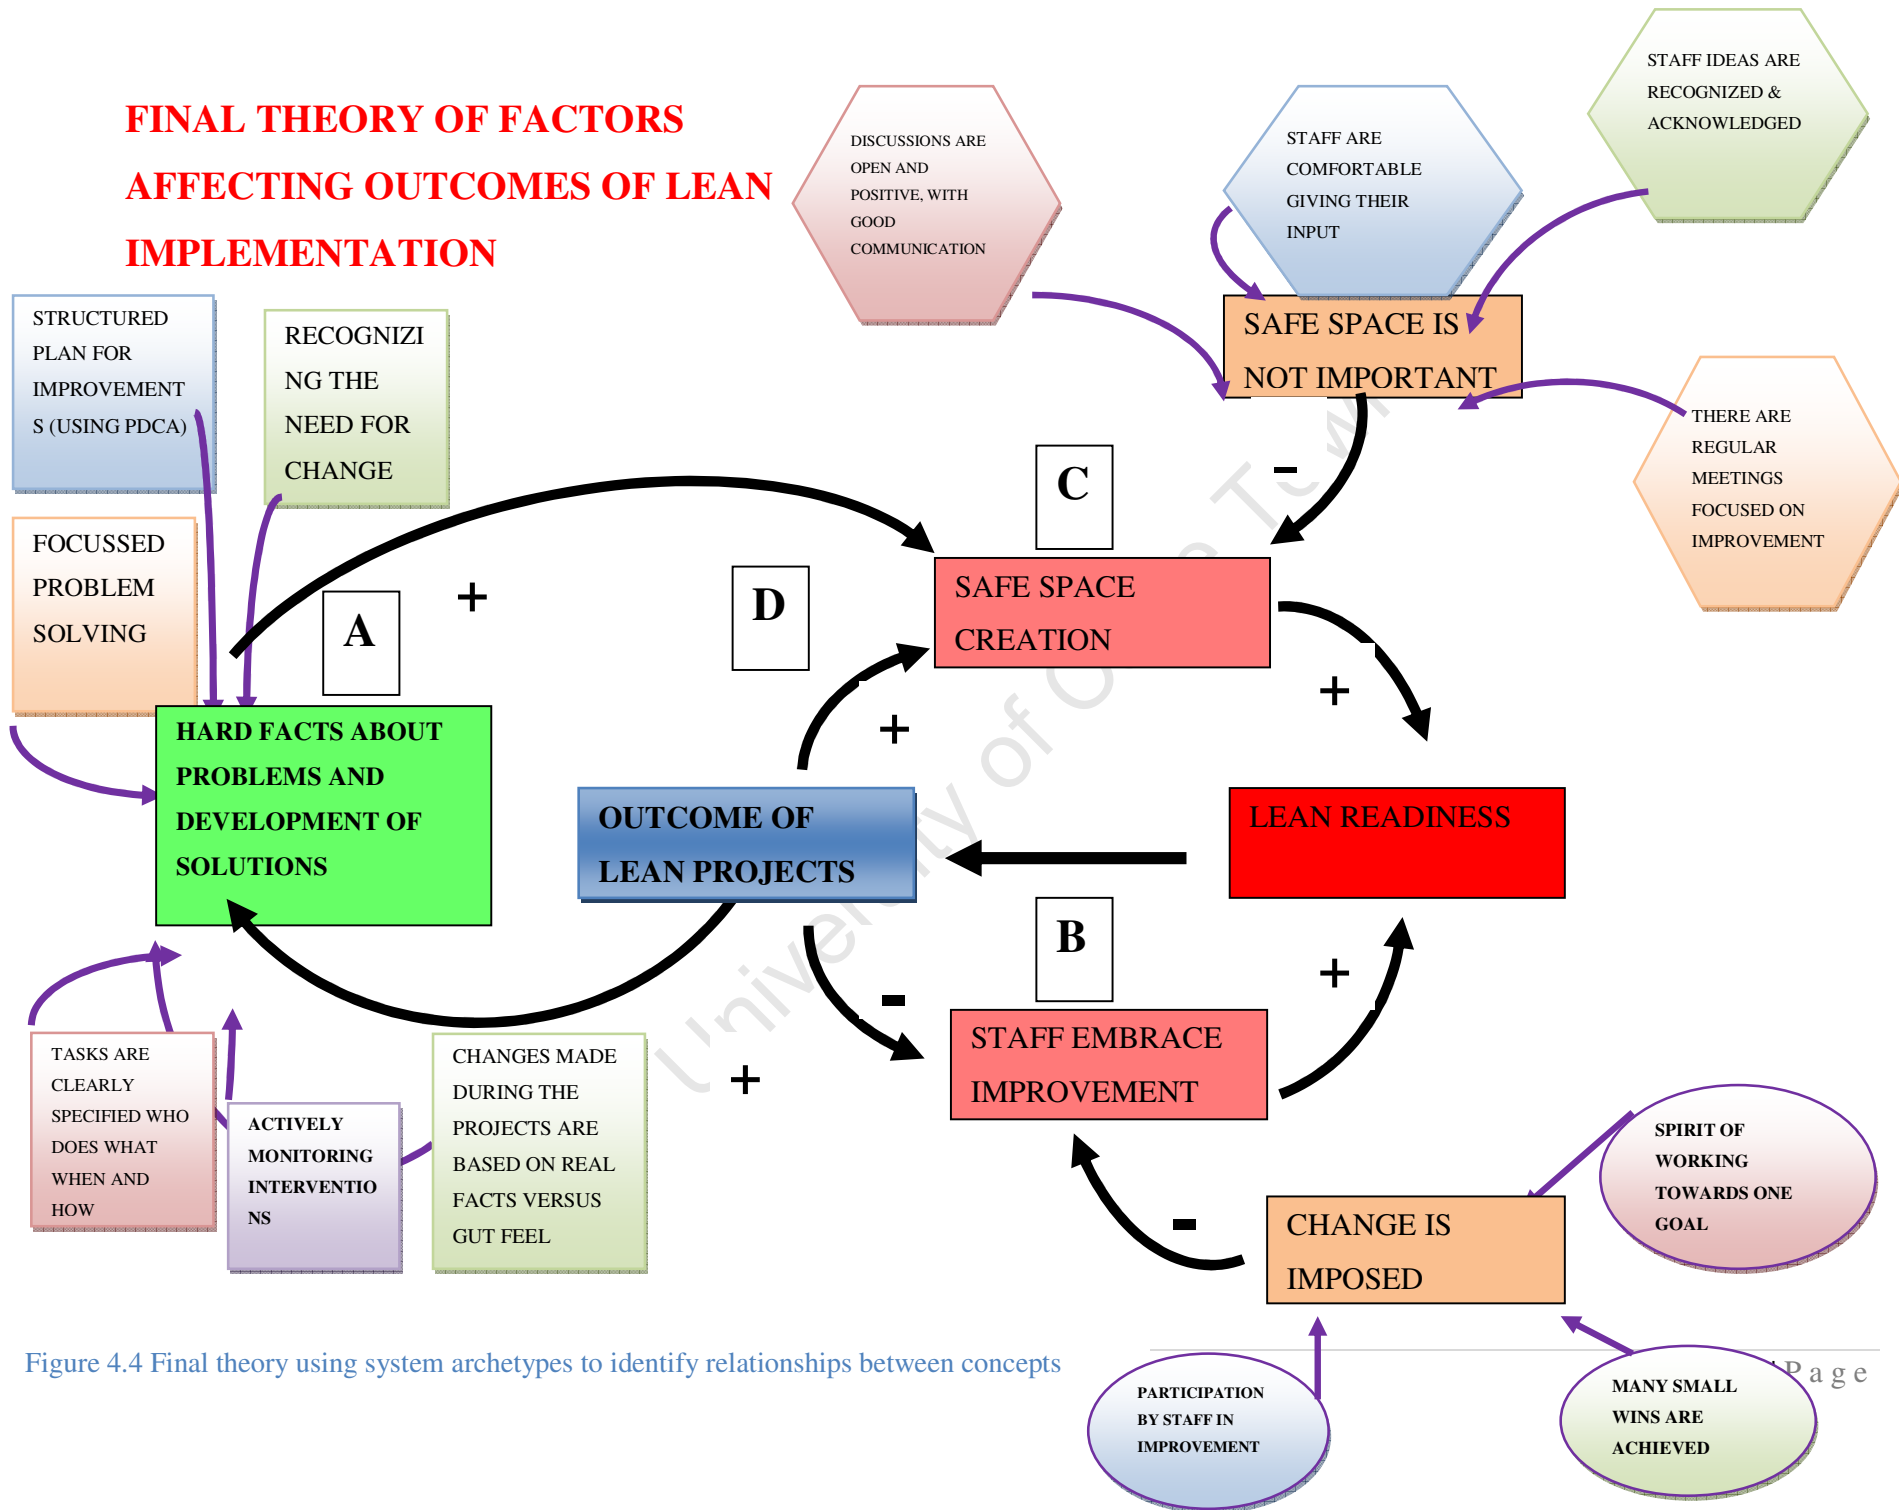 FINAL THEORY OF FACTORS
AFFECTING OUTCOMES OF LEAN
IMPLEMENTATION
DISCUSSIONS ARE
OPEN AND
POSITIVE, WITH
GOOD
COMMUNICATION
STAFF ARE
COMFORTABLE
GIVING THEIR
INPUT
STAFF IDEAS ARE
RECOGNIZED &
ACKNOWLEDGED
SAFE SPACE IS
NOT IMPORTANT
THERE ARE
REGULAR
MEETINGS
FOCUSED ON
IMPROVEMENT
STRUCTURED
PLAN FOR
IMPROVEMENT
S (USING PDCA)
RECOGNIZI
NG THE
NEED FOR
CHANGE
FOCUSSED
PROBLEM
SOLVING
A
+
D
C
-
SAFE SPACE
CREATION
+
+
HARD FACTS ABOUT
PROBLEMS AND
DEVELOPMENT OF
SOLUTIONS
OUTCOME OF
LEAN PROJECTS
LEAN READINESS
B
-
+
+
STAFF EMBRACE
IMPROVEMENT
TASKS ARE
CLEARLY
SPECIFIED WHO
DOES WHAT
WHEN AND
HOW
ACTIVELY
MONITORING
INTERVENTIO
NS
CHANGES MADE
DURING THE
PROJECTS ARE
BASED ON REAL
FACTS VERSUS
GUT FEEL
-
CHANGE IS
IMPOSED
SPIRIT OF
WORKING
TOWARDS ONE
GOAL
PARTICIPATION
BY STAFF IN
IMPROVEMENT
MANY SMALL
WINS ARE
ACHIEVED
Figure 4.4 Final theory using system archetypes to identify relationships between concepts
Page
University of